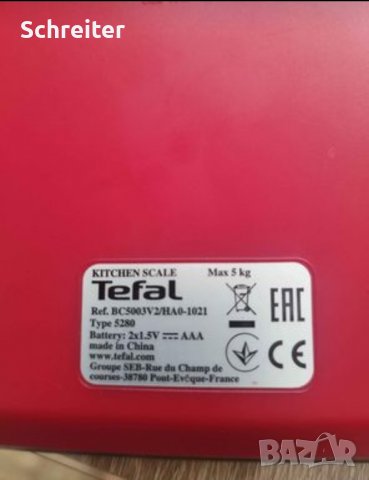 Schreiter
KITCHEN SCALE Max 5 kg
Tefal
Ref. BC5003V2/HA0-1021
Type 5280
Battery: 2x1.5V AAA
made in China
www.tefal.com
Groupe SEB-Rue du Champ de
courses-38780 Pont-Evêque-France
EAC
CE
BAZAR